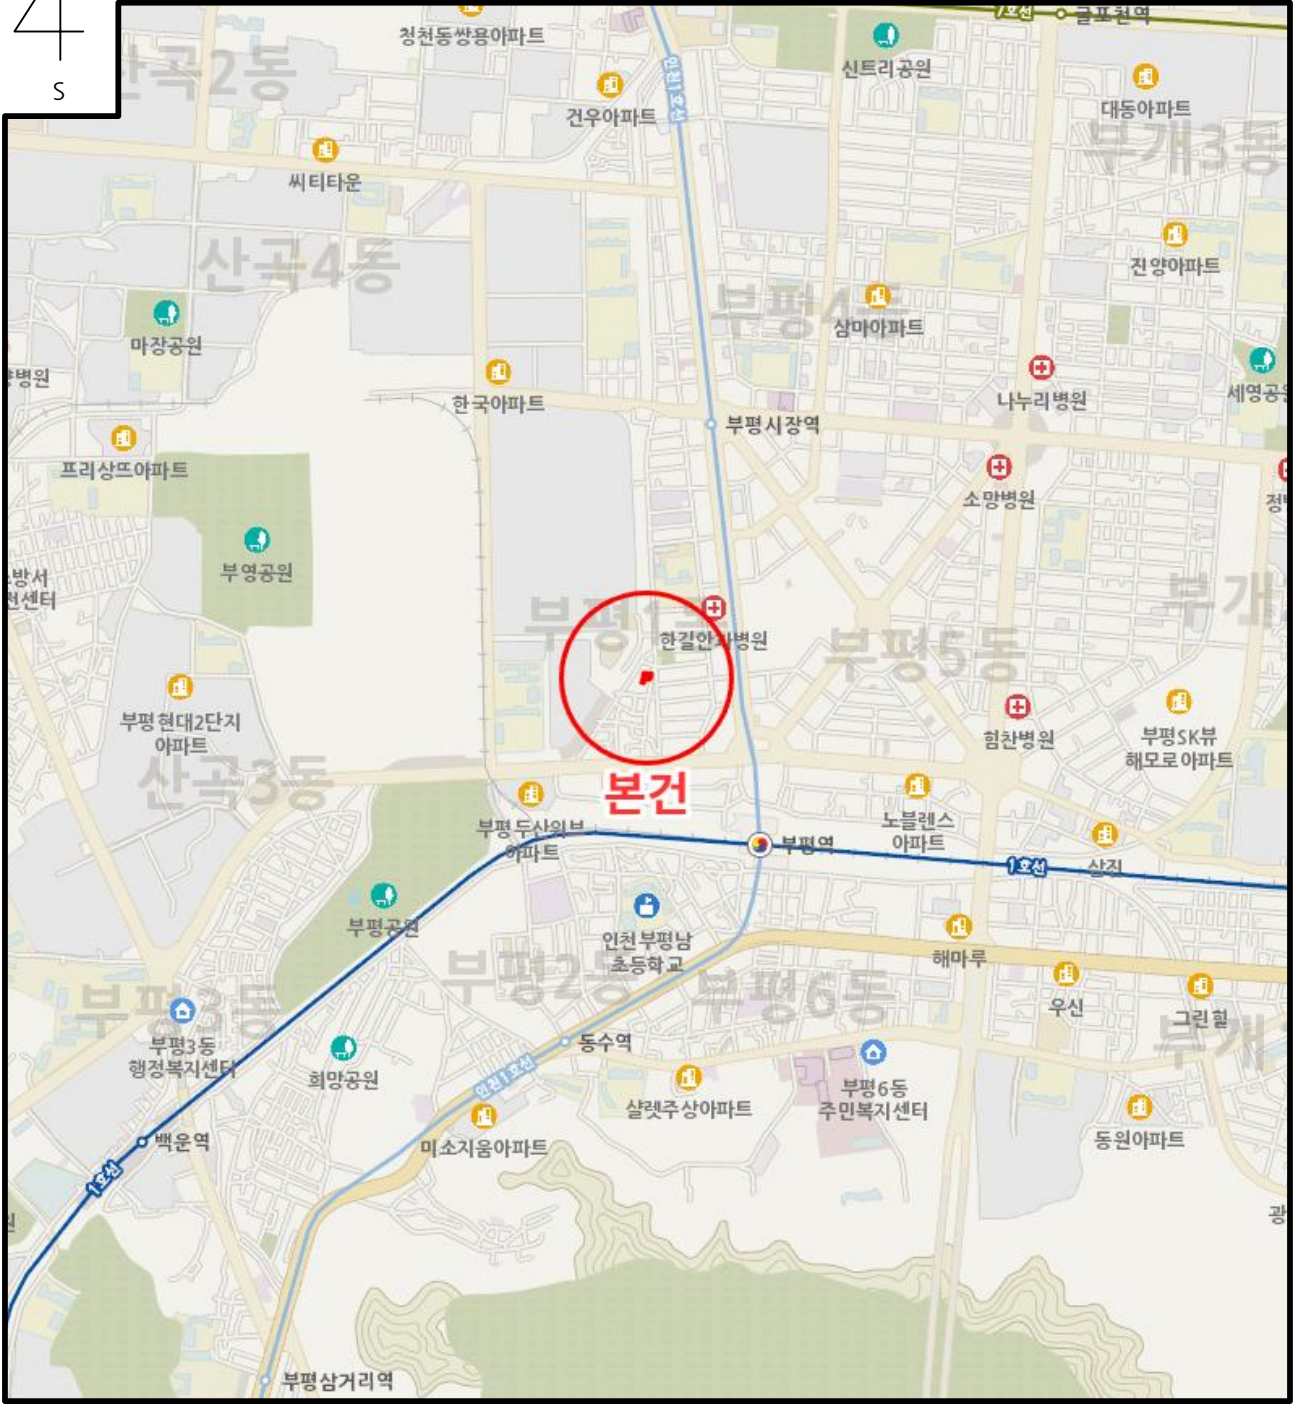 S
7호선
굴포천역
청천동쌍용아파트
신트리공원
산곡2동
인천1호선
대동아파트
건우아파트
부개3동
씨티타운
산곡4동
진양아파트
부평4동
삼마아파트
마장공원
나누리병원
한국아파트
부평시장역
프리상뜨아파트
소망병원
부영공원
부평1동
한길안과병원
부평5동
부평현대2단지
아파트
힘찬병원
부평SK뷰
해모로아파트
산곡3동
본건
부평두산위브
아파트
노블렌스
아파트
부평역
1호선
삼진
부평공원
인천부평남
초등학교
해마루
부평2동
부평6동
우신
그린힐
부평3동
부평3동
행정복지센터
희망공원
동수역
인천1호선
샬렛주상아파트
부평6동
주민복지센터
미소지움아파트
동원아파트
백운역
1호선
부평삼거리역